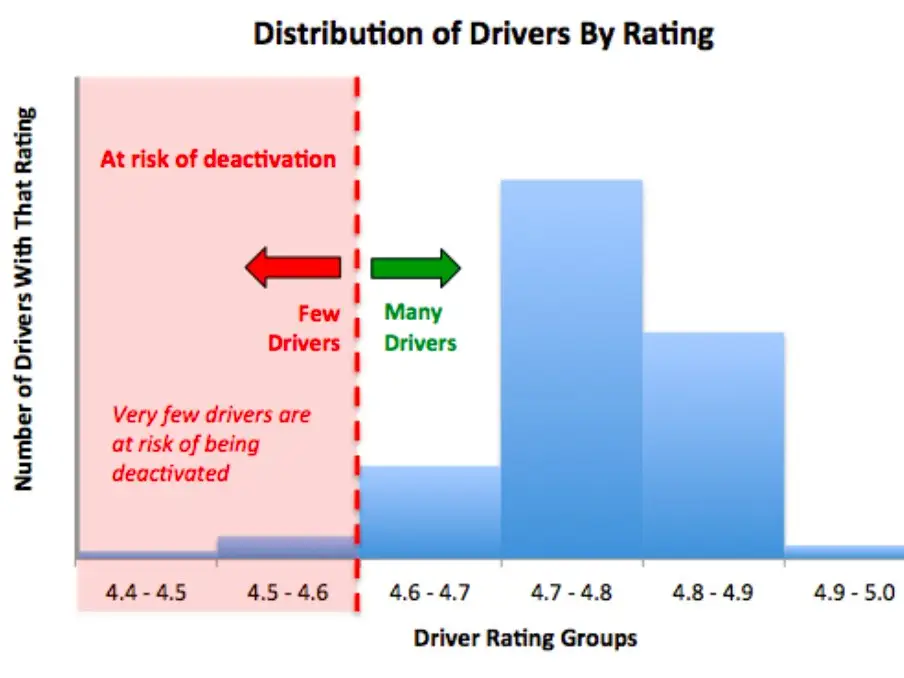 Distribution of Drivers By Rating
Number of Drivers With That Rating
At risk of deactivation
Few
Drivers
Many
Drivers
Very few drivers are
at risk of being
deactivated
4.4 - 4.5
4.5 - 4.6
4.6 - 4.7
4.7 - 4.8
4.8 - 4.9
4.9 - 5.0
Driver Rating Groups